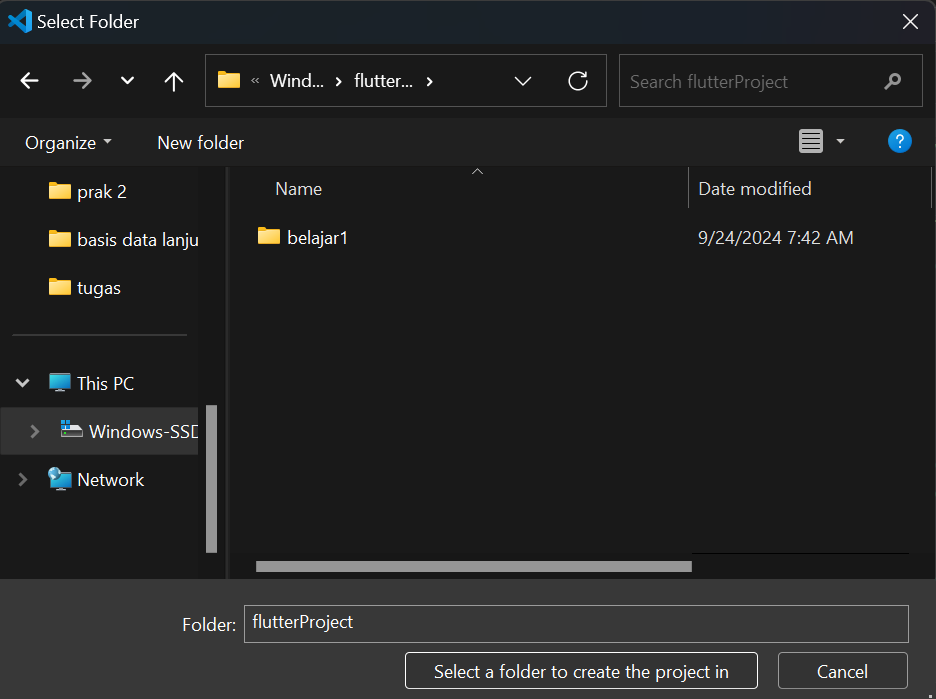 Select Folder
« Wind... › flutter... ›
Search flutterProject
Organize
New folder
?
prak 2
basis data lanju
tugas
This PC
Windows-SSD
Network
Name
Date modified
belajar1
9/24/2024 7:42 AM
Folder:
flutterProject
Select a folder to create the project in
Cancel